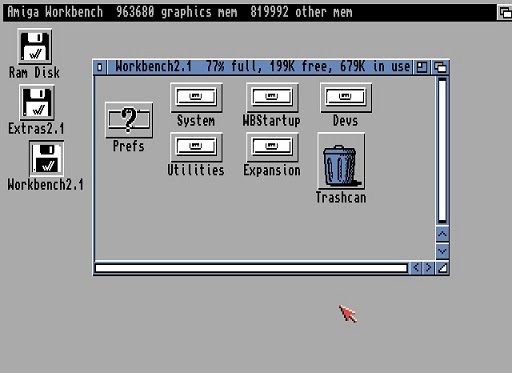 Amiga Workbench  963680 graphics mem  819992 other mem
Ram Disk
Extras2.1
Workbench2.1
Workbench2.1  77% full, 199K free, 679K in use
Prefs
System
WBStartup
Devs
Utilities
Expansion
Trashcan